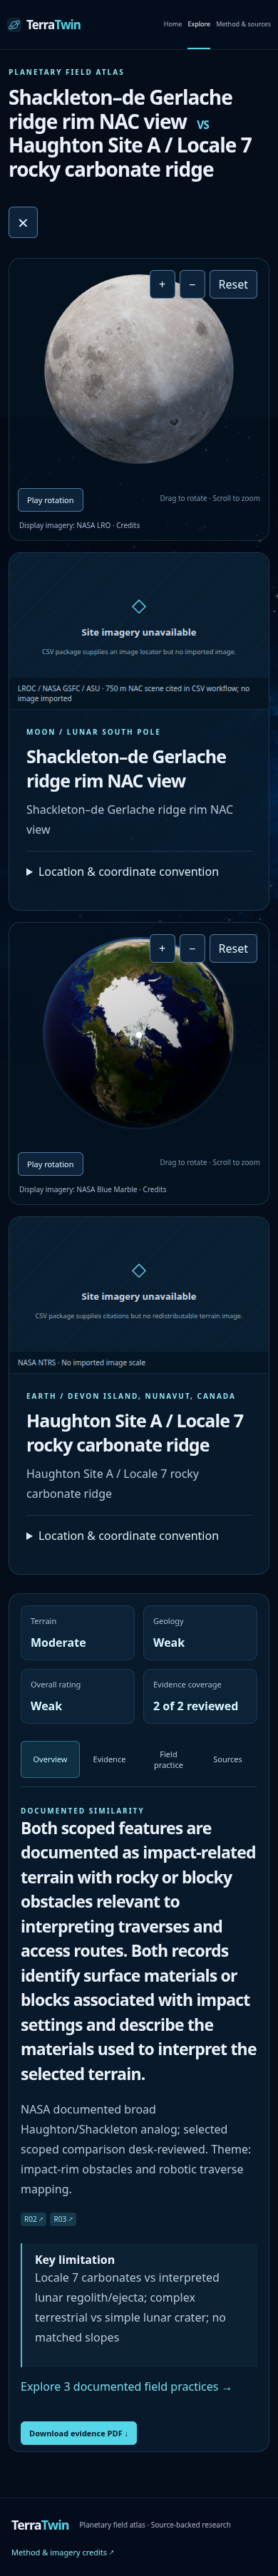 TerraTwin
Home Explore Method & sources
PLANETARY FIELD ATLAS
Shackleton–de Gerlache
ridge rim NAC view VS
Haughton Site A / Locale 7
rocky carbonate ridge
×
+ − Reset
Play rotation
Drag to rotate · Scroll to zoom
Display imagery: NASA LRO · Credits
◇
Site imagery unavailable
CSV package supplies an image locator but no imported image.
LROC / NASA GSFC / ASU · 750 m NAC scene cited in CSV workflow; no
image imported
MOON / LUNAR SOUTH POLE
Shackleton–de Gerlache
ridge rim NAC view
Shackleton–de Gerlache ridge rim NAC
view
▶ Location & coordinate convention
+ − Reset
Play rotation
Drag to rotate · Scroll to zoom
Display imagery: NASA Blue Marble · Credits
◇
Site imagery unavailable
CSV package supplies citations but no redistributable terrain image.
NASA NTRS · No imported image scale
EARTH / DEVON ISLAND, NUNAVUT, CANADA
Haughton Site A / Locale 7
rocky carbonate ridge
Haughton Site A / Locale 7 rocky
carbonate ridge
▶ Location & coordinate convention
Terrain
Moderate
Geology
Weak
Overall rating
Weak
Evidence coverage
2 of 2 reviewed
Overview
Evidence
Field
practice
Sources
DOCUMENTED SIMILARITY
Both scoped features are
documented as impact-related
terrain with rocky or blocky
obstacles relevant to
interpreting traverses and
access routes. Both records
identify surface materials or
blocks associated with impact
settings and describe the
materials used to interpret the
selected terrain.
NASA documented broad
Haughton/Shackleton analog; selected
scoped comparison desk-reviewed. Theme:
impact-rim obstacles and robotic traverse
mapping.
R02 ↗ R03 ↗
Key limitation
Locale 7 carbonates vs interpreted
lunar regolith/ejecta; complex
terrestrial vs simple lunar crater; no
matched slopes
Explore 3 documented field practices →
Download evidence PDF ↓
TerraTwin
Planetary field atlas · Source-backed research
Method & imagery credits ↗